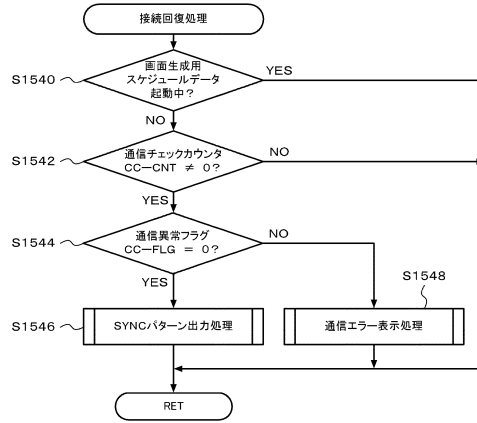 接続回復処理
画面生成用
スケジュールデータ
起動中?
S1540
YES
NO
通信チェックカウンタ
CC－CNT ≠ 0?
S1542
NO
YES
通信異常フラグ
CC－FLG = 0?
S1544
NO
YES
S1548
S1546
SYNCパターン出力処理
通信エラー表示処理
RET